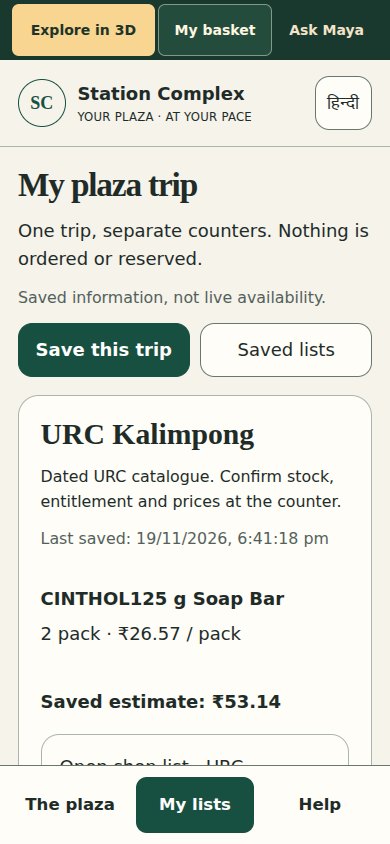 Explore in 3D
My basket
Ask Maya
SC
Station Complex
YOUR PLAZA · AT YOUR PACE
हिन्दी
My plaza trip
One trip, separate counters. Nothing is
ordered or reserved.
Saved information, not live availability.
Save this trip
Saved lists
URC Kalimpong
Dated URC catalogue. Confirm stock,
entitlement and prices at the counter.
Last saved: 19/11/2026, 6:41:18 pm
CINTHOL125 g Soap Bar
2 pack · ₹26.57 / pack
Saved estimate: ₹53.14
Open shop list · URC
The plaza
My lists
Help